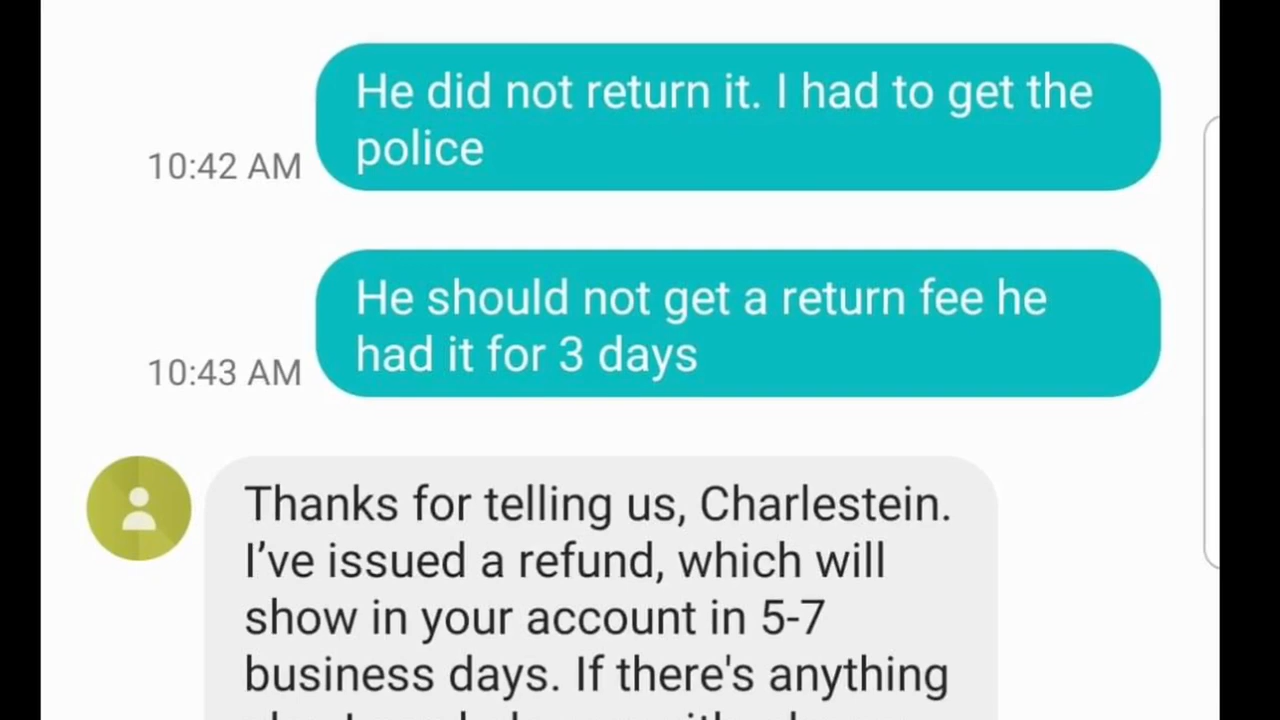 He did not return it. I had to get the
police
10:42 AM
He should not get a return fee he
had it for 3 days
10:43 AM
Thanks for telling us, Charlestein.
I’ve issued a refund, which will
show in your account in 5-7
business days. If there's anything